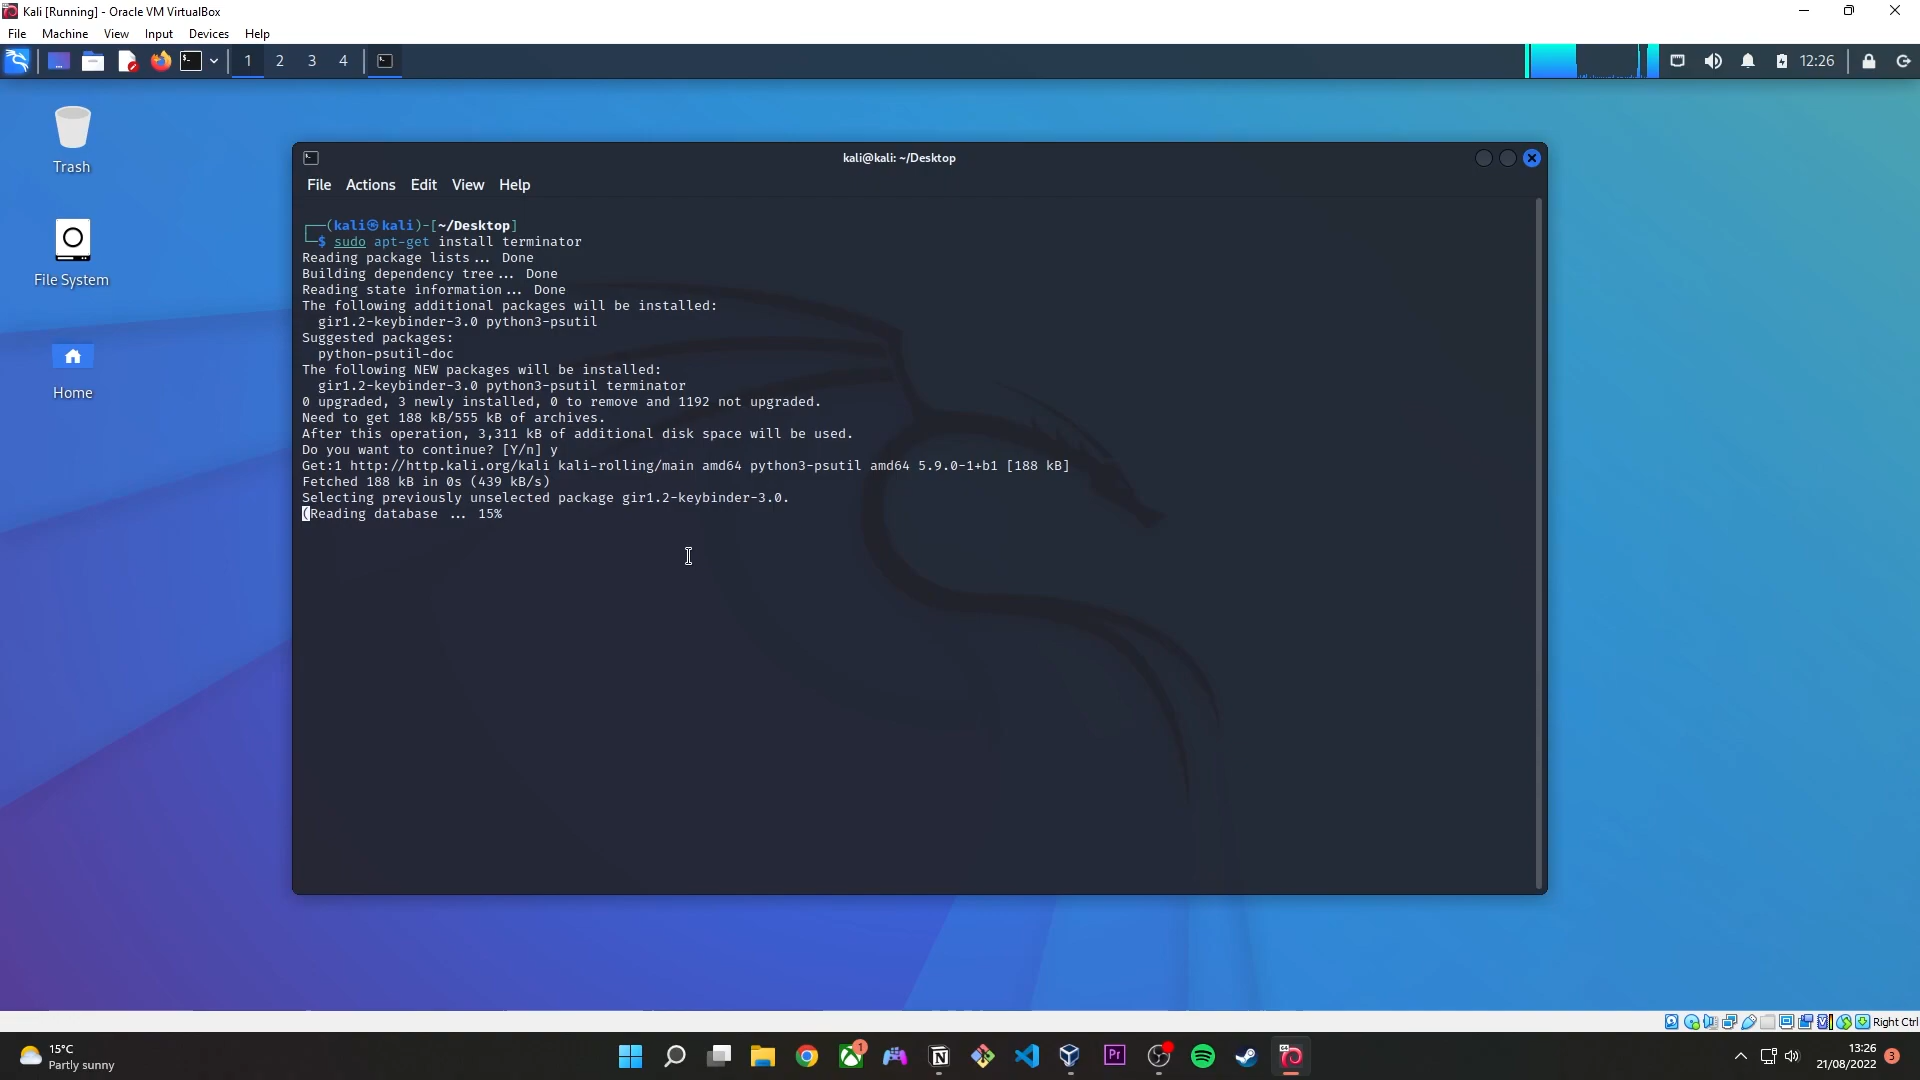 Kali [Running] - Oracle VM VirtualBox
File Machine View Input Devices Help
1 2 3 4
12:26
Trash
File System
Home
kali@kali: ~/Desktop
File Actions Edit View Help
┌──(kali㉿kali)-[~/Desktop]
└─$ sudo apt-get install terminator
Reading package lists... Done
Building dependency tree... Done
Reading state information... Done
The following additional packages will be installed:
gir1.2-keybinder-3.0 python3-psutil
Suggested packages:
python-psutil-doc
The following NEW packages will be installed:
gir1.2-keybinder-3.0 python3-psutil terminator
0 upgraded, 3 newly installed, 0 to remove and 1192 not upgraded.
Need to get 188 kB/555 kB of archives.
After this operation, 3,311 kB of additional disk space will be used.
Do you want to continue? [Y/n] y
Get:1 http://http.kali.org/kali kali-rolling/main amd64 python3-psutil amd64 5.9.0-1+b1 [188 kB]
Fetched 188 kB in 0s (439 kB/s)
Selecting previously unselected package gir1.2-keybinder-3.0.
(Reading database ... 15%
Right Ctrl
15°C
Partly sunny
1
Pr
13:26
21/08/2022
3